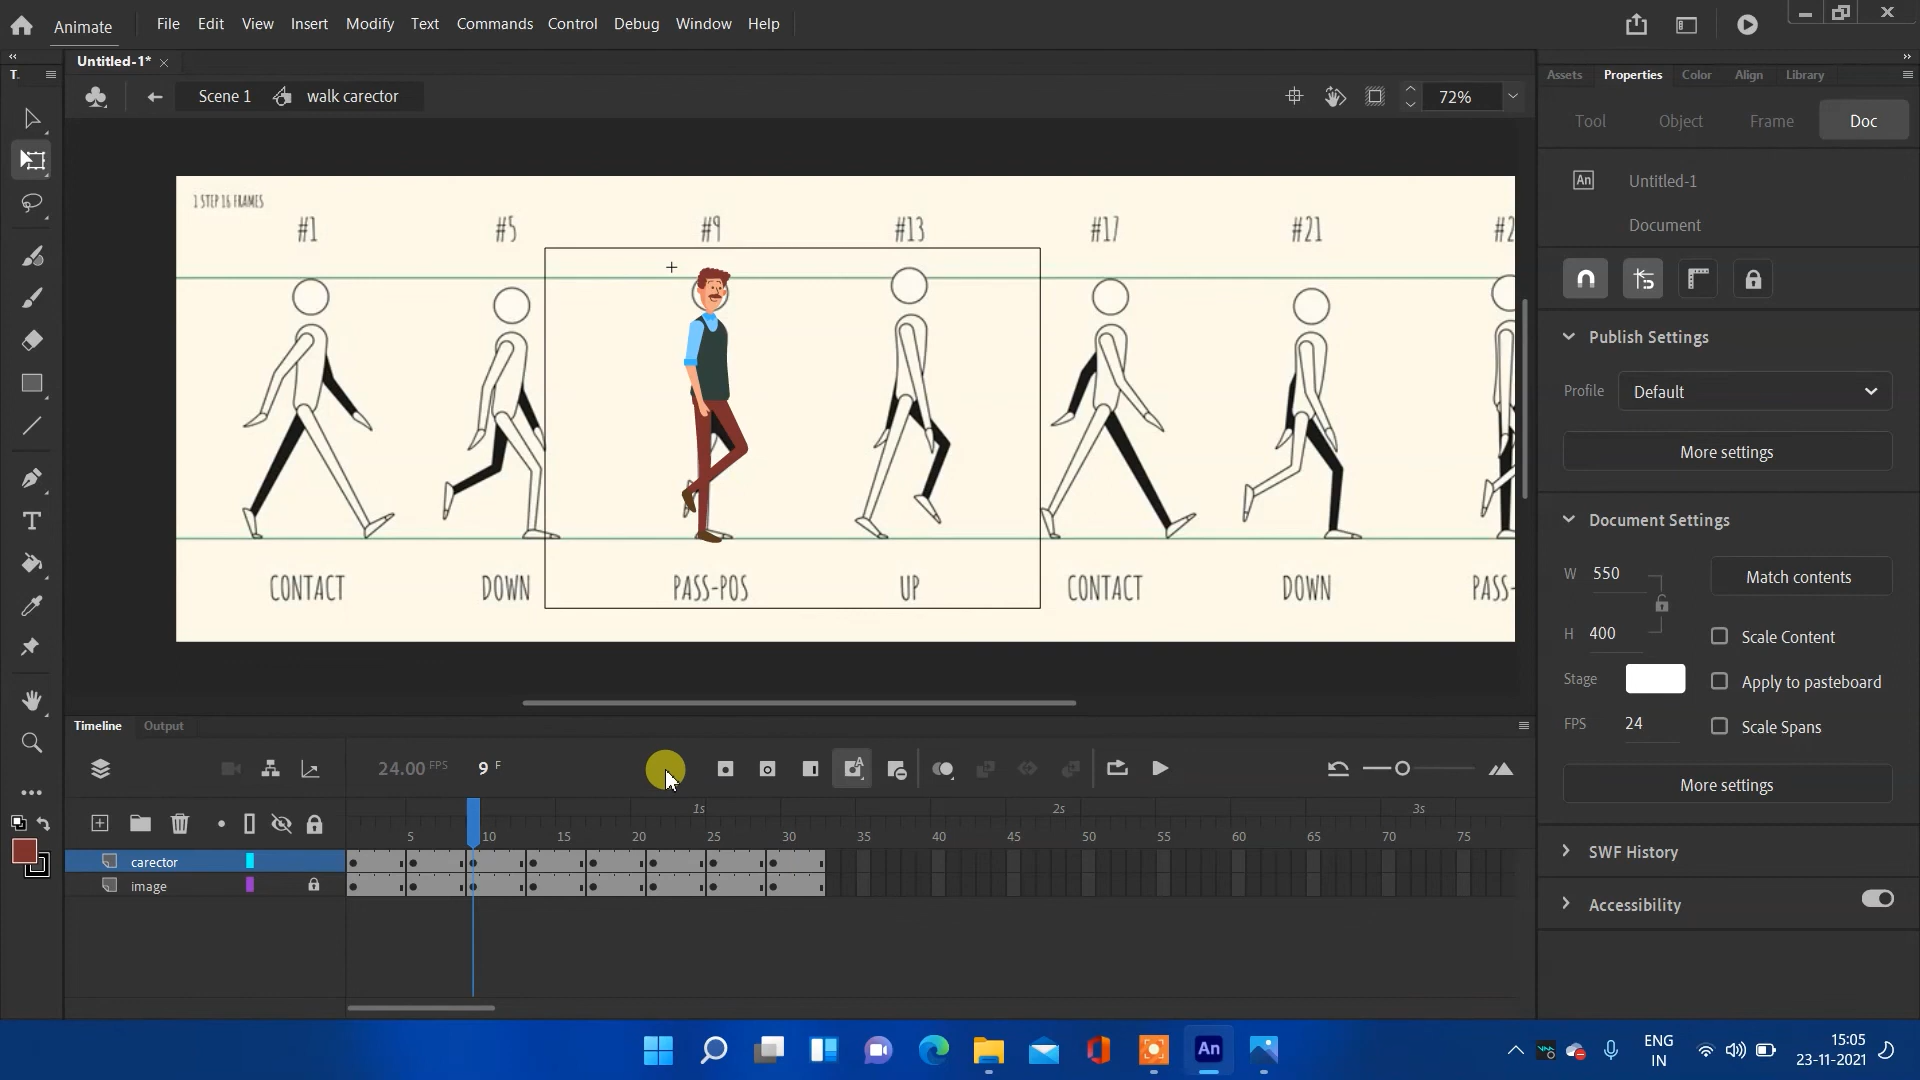 Animate File Edit View Insert Modify Text Commands Control Debug Window Help
Untitled-1*
T.
Assets Properties Color Align Library
Scene 1 walk carector 72%
Tool Object Frame Doc
An Untitled-1
Document
1 STEP 16 FRAMES
#1 #5 #9 #13 #17 #21 #2
CONTACT DOWN PASS-POS UP CONTACT DOWN PASS-
Publish Settings
Profile Default
More settings
Document Settings
W 550 Match contents
H 400 Scale Content
Stage Apply to pasteboard
FPS 24 Scale Spans
More settings
SWF History
Accessibility
Timeline Output
24.00 FPS 9 F
1s 2s 3s
5 10 15 20 25 30 35 40 45 50 55 60 65 70 75
carector
image
An
ENG
IN
15:05
23-11-2021